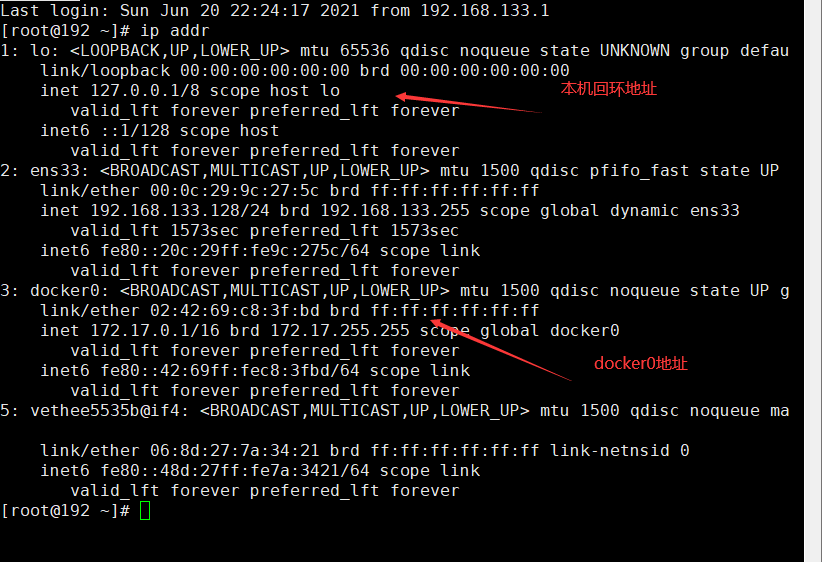 Last login: Sun Jun 20 22:24:17 2021 from 192.168.133.1
[root@192 ~]# ip addr
1: lo: <LOOPBACK,UP,LOWER_UP> mtu 65536 qdisc noqueue state UNKNOWN group defau
link/loopback 00:00:00:00:00:00 brd 00:00:00:00:00:00
inet 127.0.0.1/8 scope host lo
本机回环地址
valid_lft forever preferred_lft forever
inet6 ::1/128 scope host
valid_lft forever preferred_lft forever
2: ens33: <BROADCAST,MULTICAST,UP,LOWER_UP> mtu 1500 qdisc pfifo_fast state UP
link/ether 00:0c:29:9c:27:5c brd ff:ff:ff:ff:ff:ff
inet 192.168.133.128/24 brd 192.168.133.255 scope global dynamic ens33
valid_lft 1573sec preferred_lft 1573sec
inet6 fe80::20c:29ff:fe9c:275c/64 scope link
valid_lft forever preferred_lft forever
3: docker0: <BROADCAST,MULTICAST,UP,LOWER_UP> mtu 1500 qdisc noqueue state UP g
link/ether 02:42:69:c8:3f:bd brd ff:ff:ff:ff:ff:ff
inet 172.17.0.1/16 brd 172.17.255.255 scope global docker0
valid_lft forever preferred_lft forever
docker0地址
inet6 fe80::42:69ff:fec8:3fbd/64 scope link
valid_lft forever preferred_lft forever
5: vethee5535b@if4: <BROADCAST,MULTICAST,UP,LOWER_UP> mtu 1500 qdisc noqueue ma
link/ether 06:8d:27:7a:34:21 brd ff:ff:ff:ff:ff:ff link-netnsid 0
inet6 fe80::48d:27ff:fe7a:3421/64 scope link
valid_lft forever preferred_lft forever
[root@192 ~]#